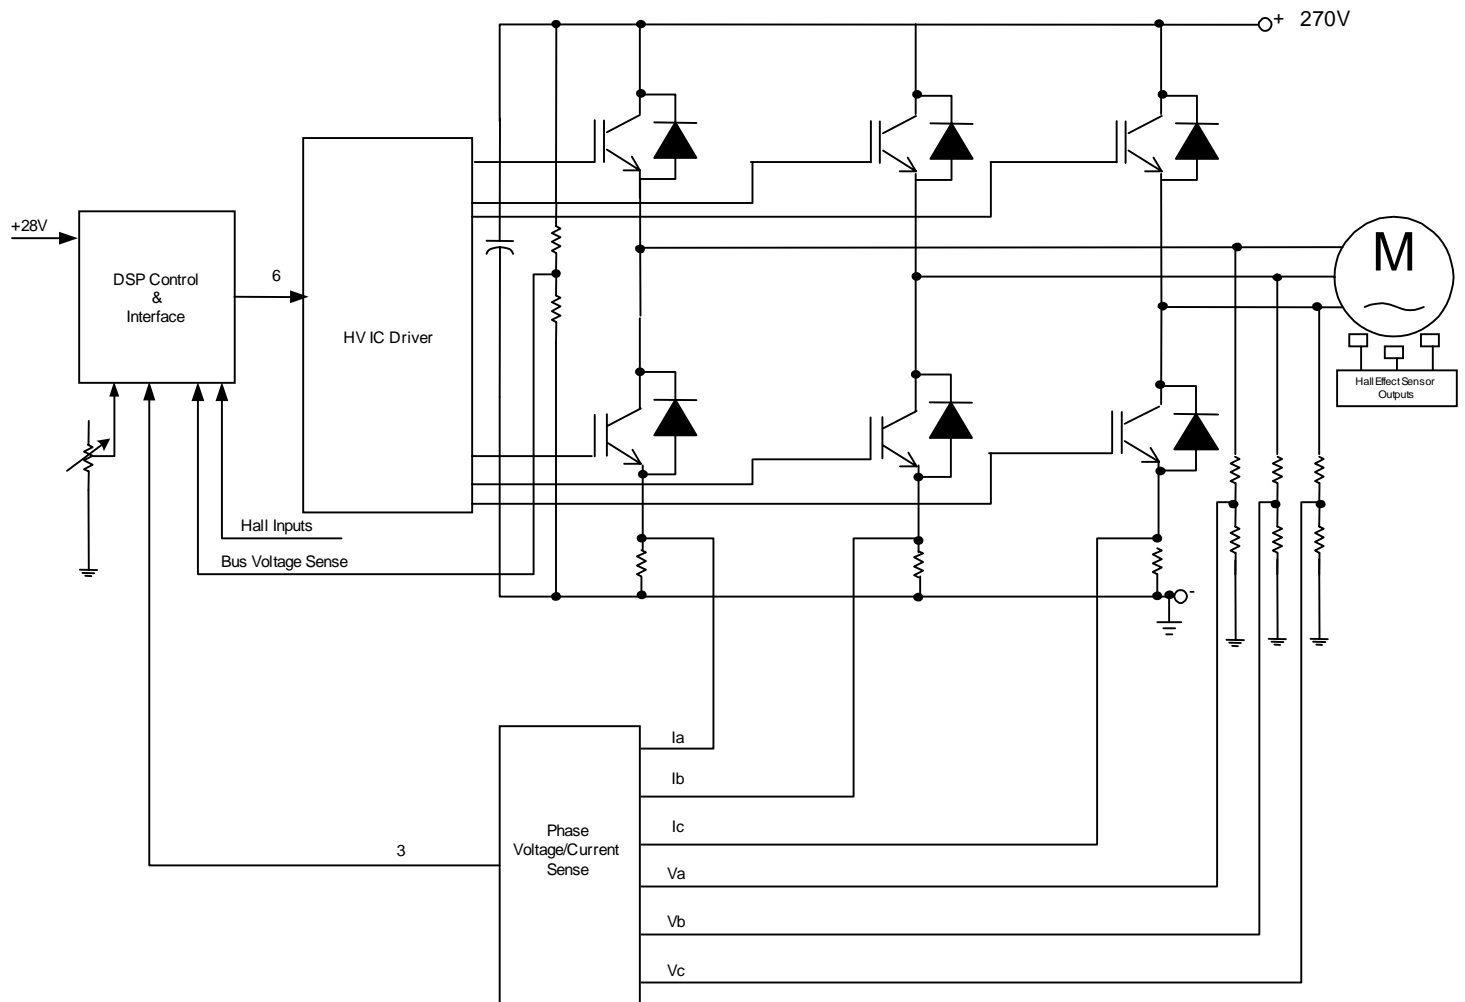 + 270V
+28V
DSP Control
&
Interface
6
HV IC Driver
M
Hall Effect Sensor
Outputs
Hall Inputs
Bus Voltage Sense
-
Ia
Ib
Ic
Phase
Voltage/Current
Sense
3
Va
Vb
Vc